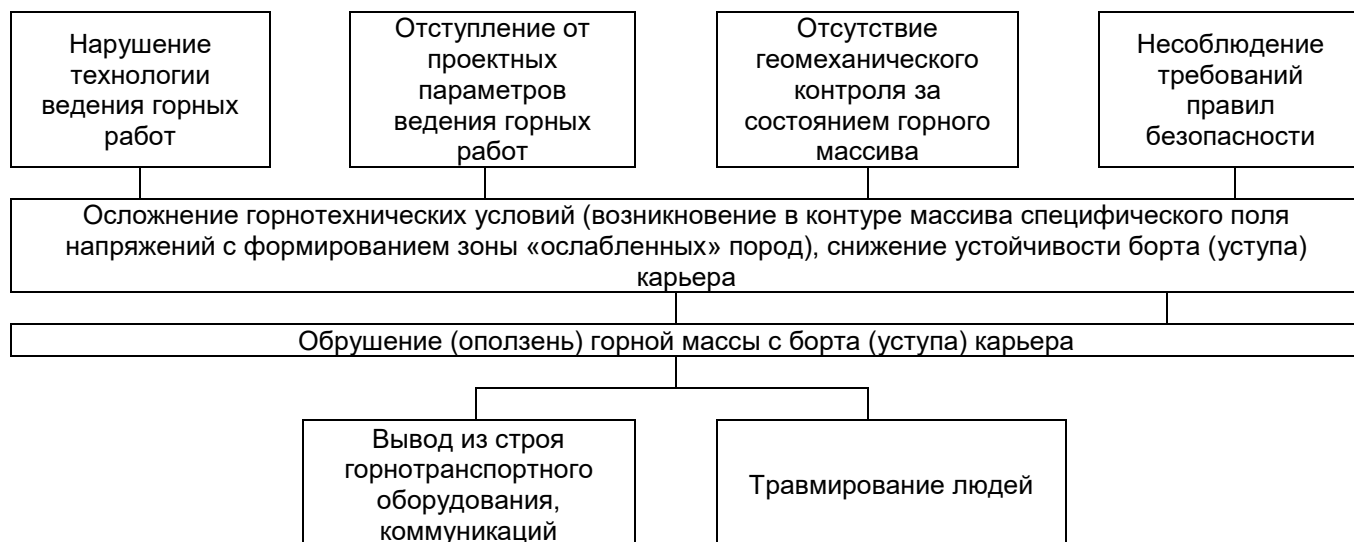 Нарушение
технологии
ведения горных
работ
Отступление от
проектных
параметров
ведения горных
работ
Отсутствие
геомеханического
контроля за
состоянием горного
массива
Несоблюдение
требований
правил
безопасности
Осложнение горнотехнических условий (возникновение в контуре массива специфического поля
напряжений с формированием зоны «ослабленных» пород), снижение устойчивости борта (уступа)
карьера
Обрушение (оползень) горной массы с борта (уступа) карьера
Вывод из строя
горнотранспортного
оборудования,
коммуникаций
Травмирование людей